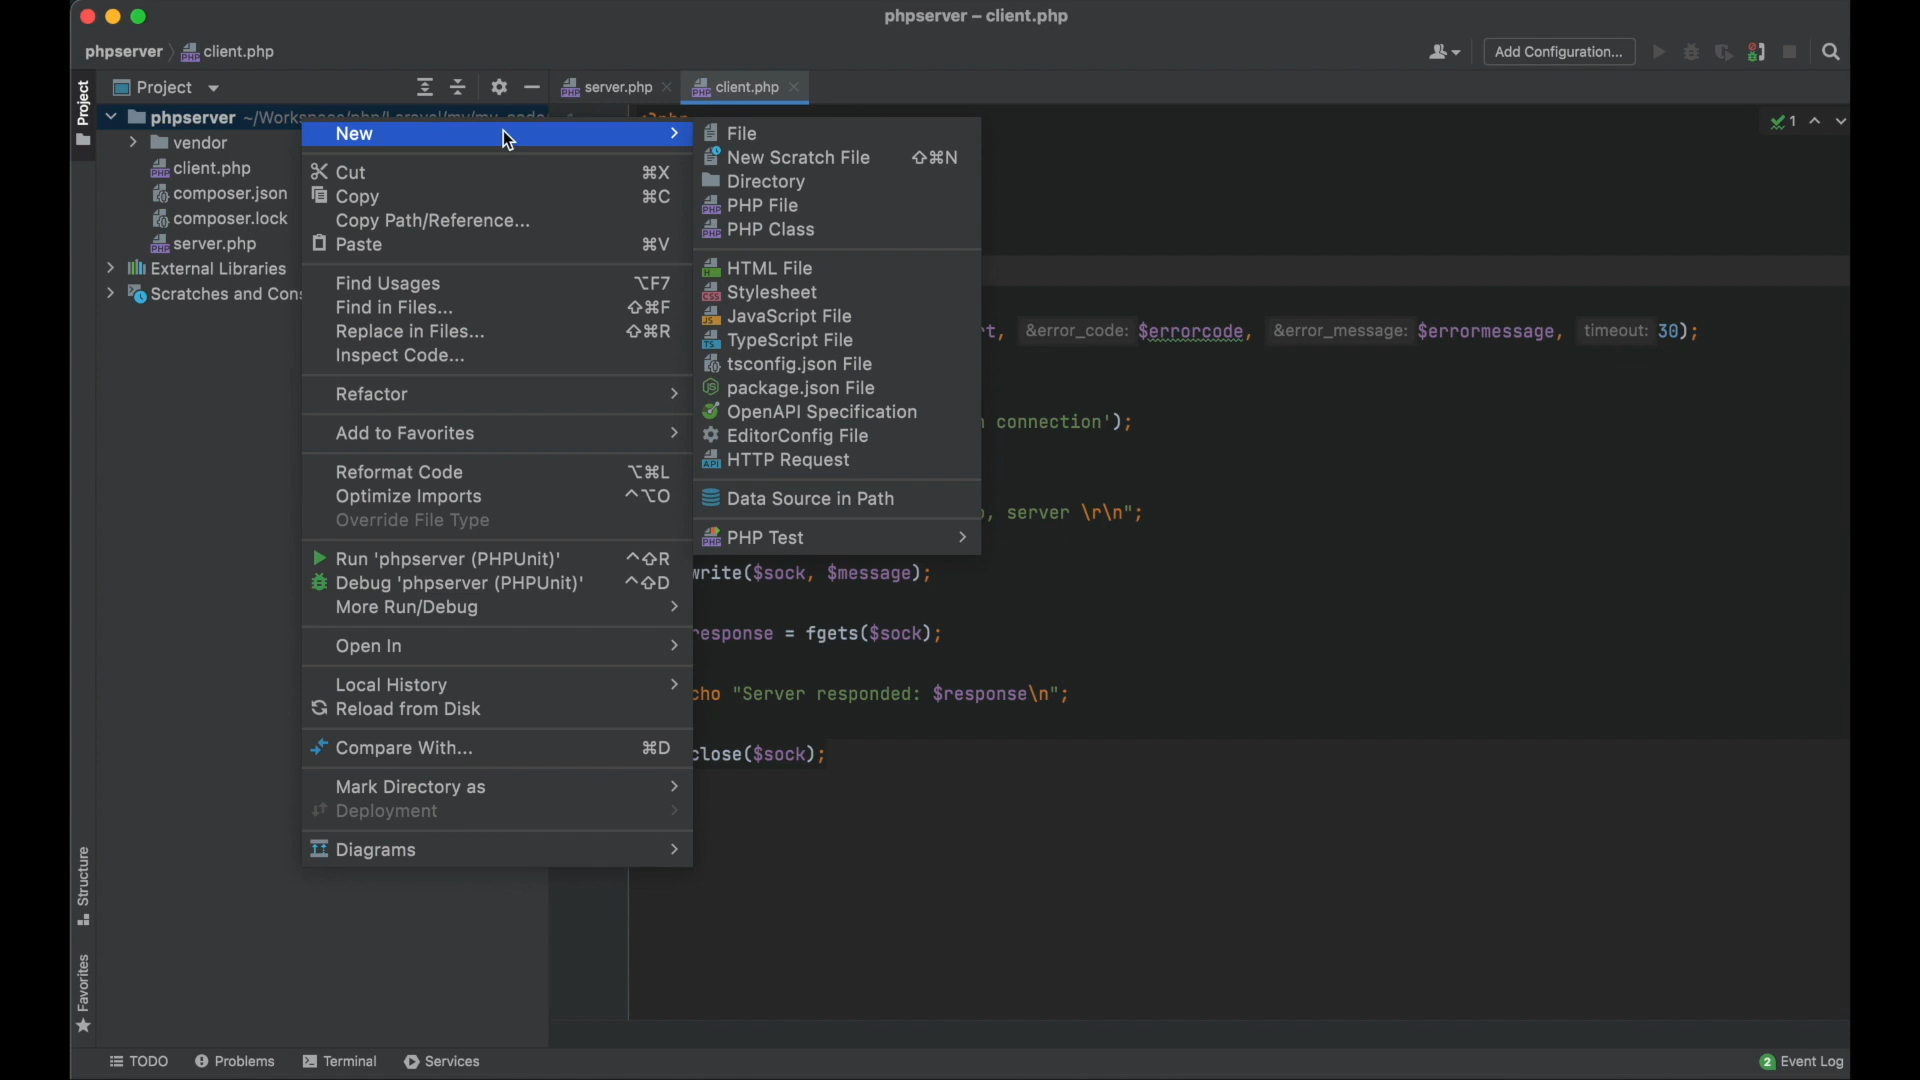 phpserver – client.php
phpserver
client.php
Add Configuration...
Project
Project
server.php
client.php
phpserver
1
vendor
client.php
composer.json
composer.lock
server.php
External Libraries
Scratches and Con
New
Cut ⌘X
Copy ⌘C
Copy Path/Reference...
Paste ⌘V
Find Usages ⌥F7
Find in Files... ⇧⌘F
Replace in Files... ⇧⌘R
Inspect Code...
Refactor
Add to Favorites
Reformat Code ⌥⌘L
Optimize Imports ^⌥O
Override File Type
Run 'phpserver (PHPUnit)' ^⇧R
Debug 'phpserver (PHPUnit)' ^⇧D
More Run/Debug
Open In
Local History
Reload from Disk
Compare With... ⌘D
Mark Directory as
Deployment
Diagrams
File
New Scratch File ⇧⌘N
Directory
PHP File
PHP Class
HTML File
Stylesheet
JavaScript File
TypeScript File
tsconfig.json File
package.json File
OpenAPI Specification
EditorConfig File
HTTP Request
Data Source in Path
PHP Test
t, &error_code: $errorcode, &error_message: $errormessage, timeout: 30);
connection');
, server \r\n";
write($sock, $message);
response = fgets($sock);
cho "Server responded: $response\n";
close($sock);
Structure
Favorites
TODO
Problems
Terminal
Services
2 Event Log